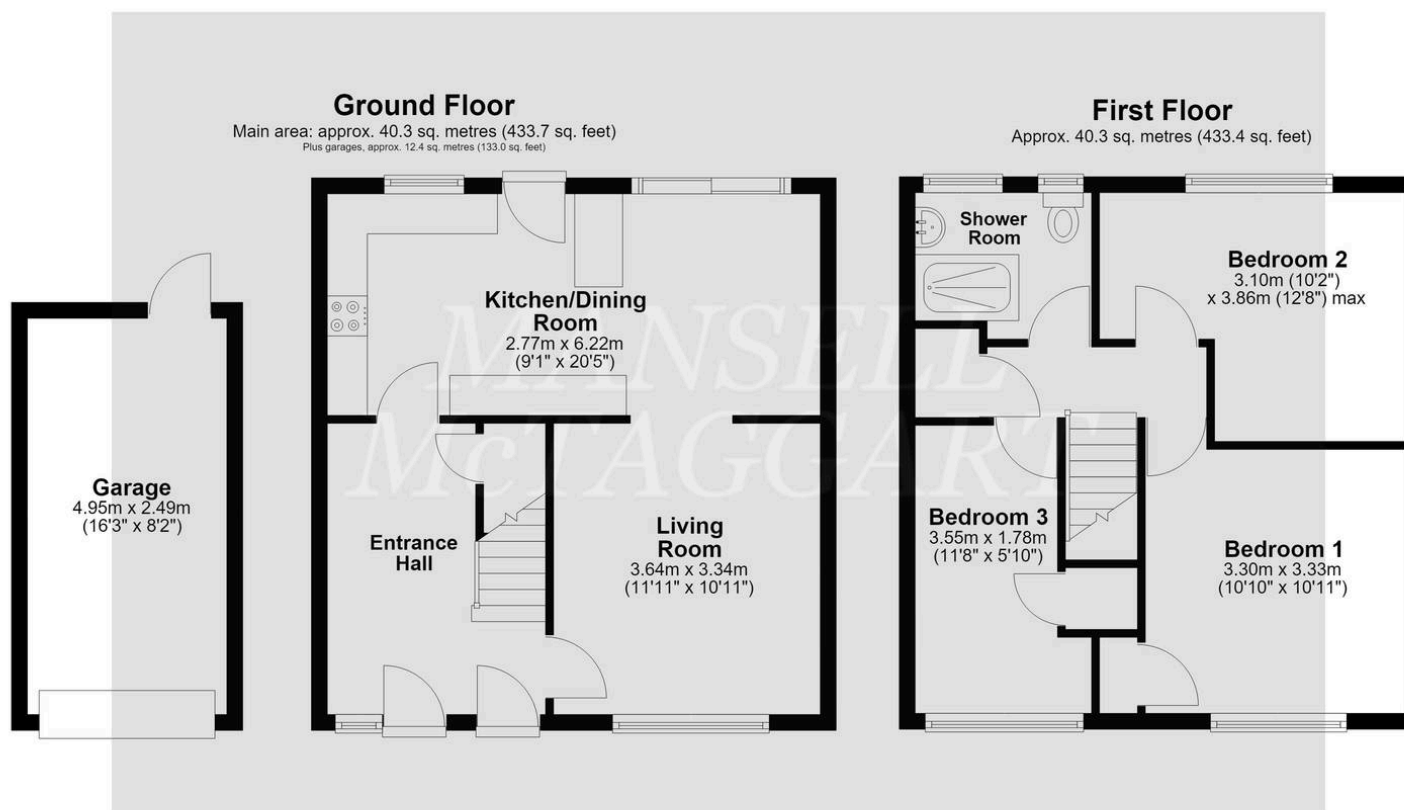 Ground Floor
Main area: approx. 40.3 sq. metres (433.7 sq. feet)
Plus garages, approx. 12.4 sq. metres (133.0 sq. feet)
First Floor
Approx. 40.3 sq. metres (433.4 sq. feet)
Garage
4.95m x 2.49m
(16'3" x 8'2")
Kitchen/Dining
Room
2.77m x 6.22m
(9'1" x 20'5")
Entrance
Hall
Living
Room
3.64m x 3.34m
(11'11" x 10'11")
Shower
Room
Bedroom 2
3.10m (10'2")
x 3.86m (12'8") max
Bedroom 3
3.55m x 1.78m
(11'8" x 5'10")
Bedroom 1
3.30m x 3.33m
(10'10" x 10'11")
MANSELL
McTAGGART